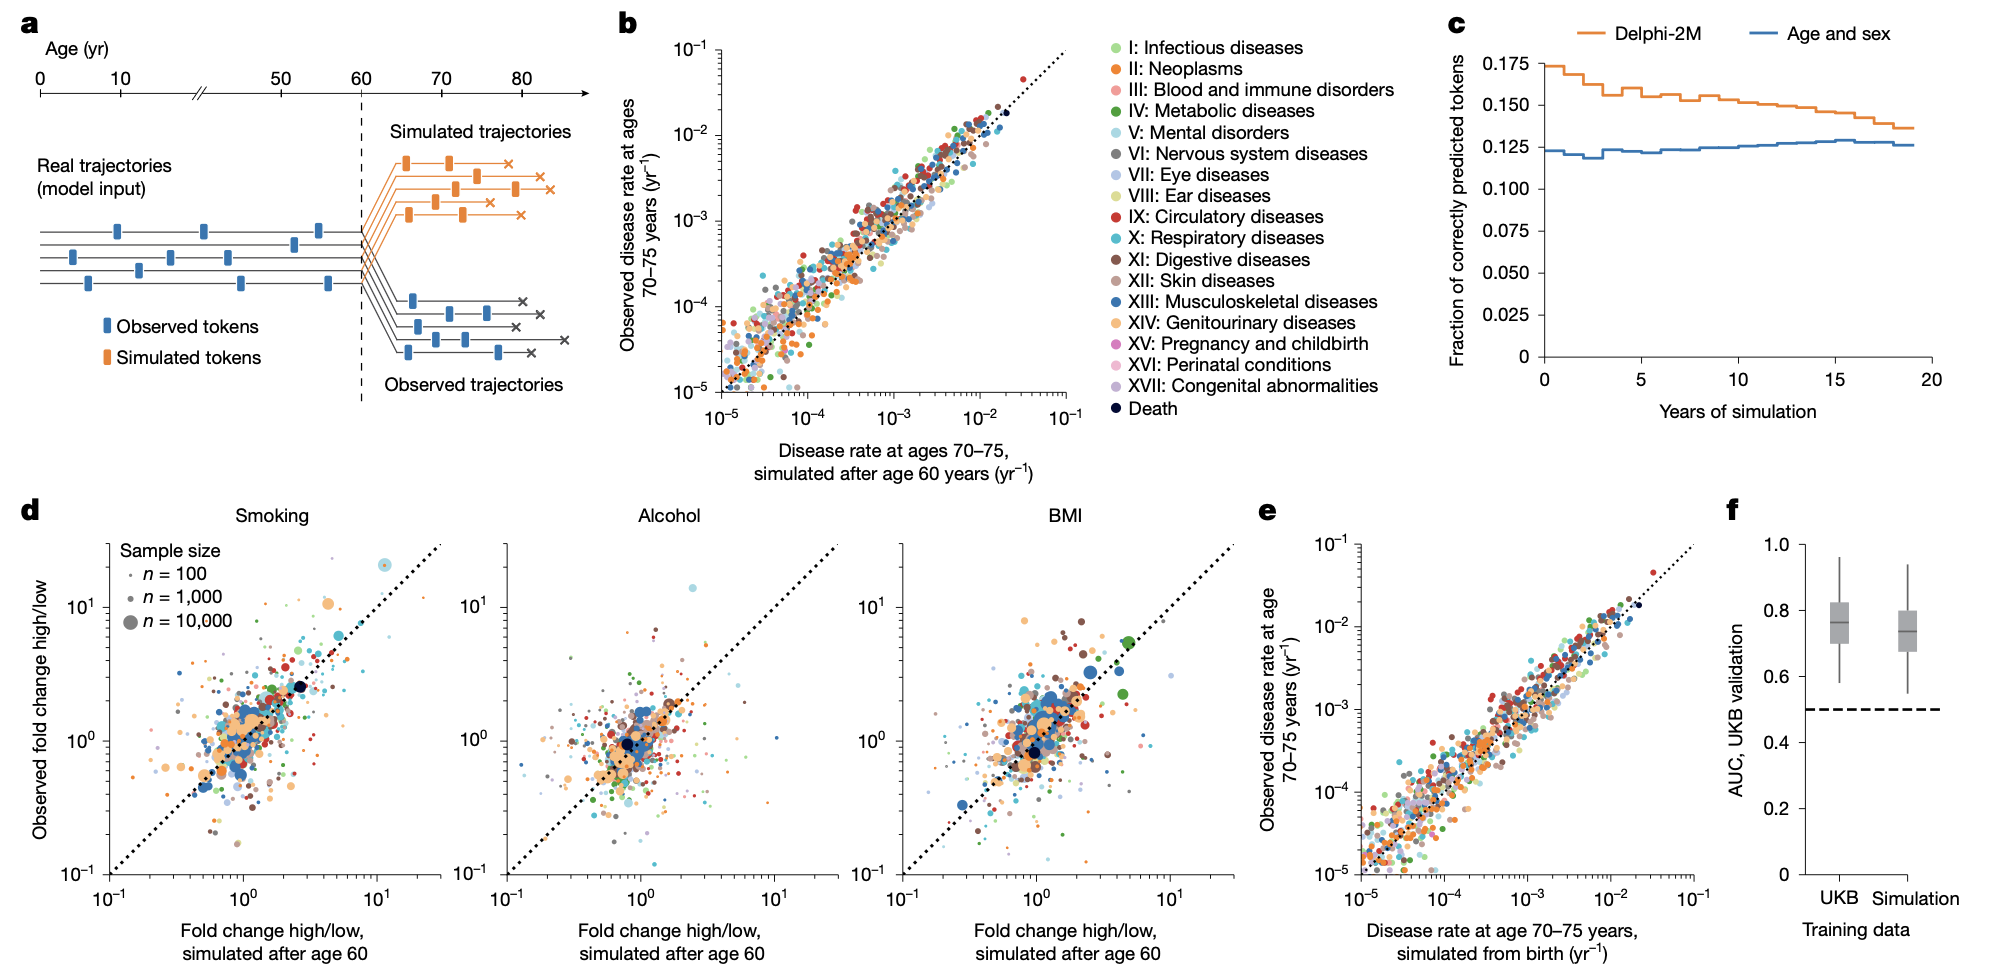 a
Age (yr)
0 10 50 60 70 80
Simulated trajectories
Real trajectories
(model input)
Observed tokens
Simulated tokens
Observed trajectories
b
Observed disease rate at ages
70–75 years (yr⁻¹)
10⁻¹
10⁻²
10⁻³
10⁻⁴
10⁻⁵
10⁻⁵ 10⁻⁴ 10⁻³ 10⁻² 10⁻¹
Disease rate at ages 70–75,
simulated after age 60 years (yr⁻¹)
I: Infectious diseases
II: Neoplasms
III: Blood and immune disorders
IV: Metabolic diseases
V: Mental disorders
VI: Nervous system diseases
VII: Eye diseases
VIII: Ear diseases
IX: Circulatory diseases
X: Respiratory diseases
XI: Digestive diseases
XII: Skin diseases
XIII: Musculoskeletal diseases
XIV: Genitourinary diseases
XV: Pregnancy and childbirth
XVI: Perinatal conditions
XVII: Congenital abnormalities
Death
c
Delphi-2M Age and sex
Fraction of correctly predicted tokens
0.175
0.150
0.125
0.100
0.075
0.050
0.025
0
0 5 10 15 20
Years of simulation
d
Observed fold change high/low
Smoking
Sample size
n = 100
n = 1,000
n = 10,000
10¹
10⁰
10⁻¹
10⁻¹ 10⁰ 10¹
Fold change high/low,
simulated after age 60
Alcohol
10¹
10⁰
10⁻¹
10⁻¹ 10⁰ 10¹
Fold change high/low,
simulated after age 60
BMI
10¹
10⁰
10⁻¹
10⁻¹ 10⁰ 10¹
Fold change high/low,
simulated after age 60
e
Observed disease rate at age
70–75 years (yr⁻¹)
10⁻¹
10⁻²
10⁻³
10⁻⁴
10⁻⁵
10⁻⁵ 10⁻⁴ 10⁻³ 10⁻² 10⁻¹
Disease rate at age 70–75 years,
simulated from birth (yr⁻¹)
f
AUC, UKB validation
1.0
0.8
0.6
0.4
0.2
0
UKB Simulation
Training data